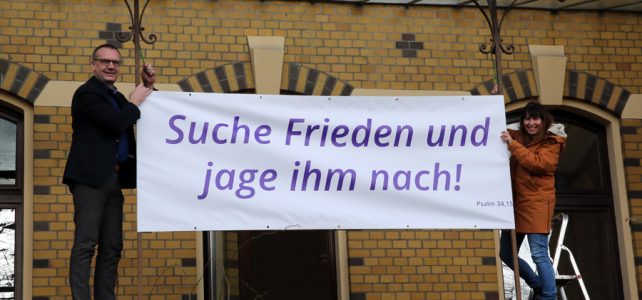 Suche Frieden und
jage ihm nach!
Psalm 34,15